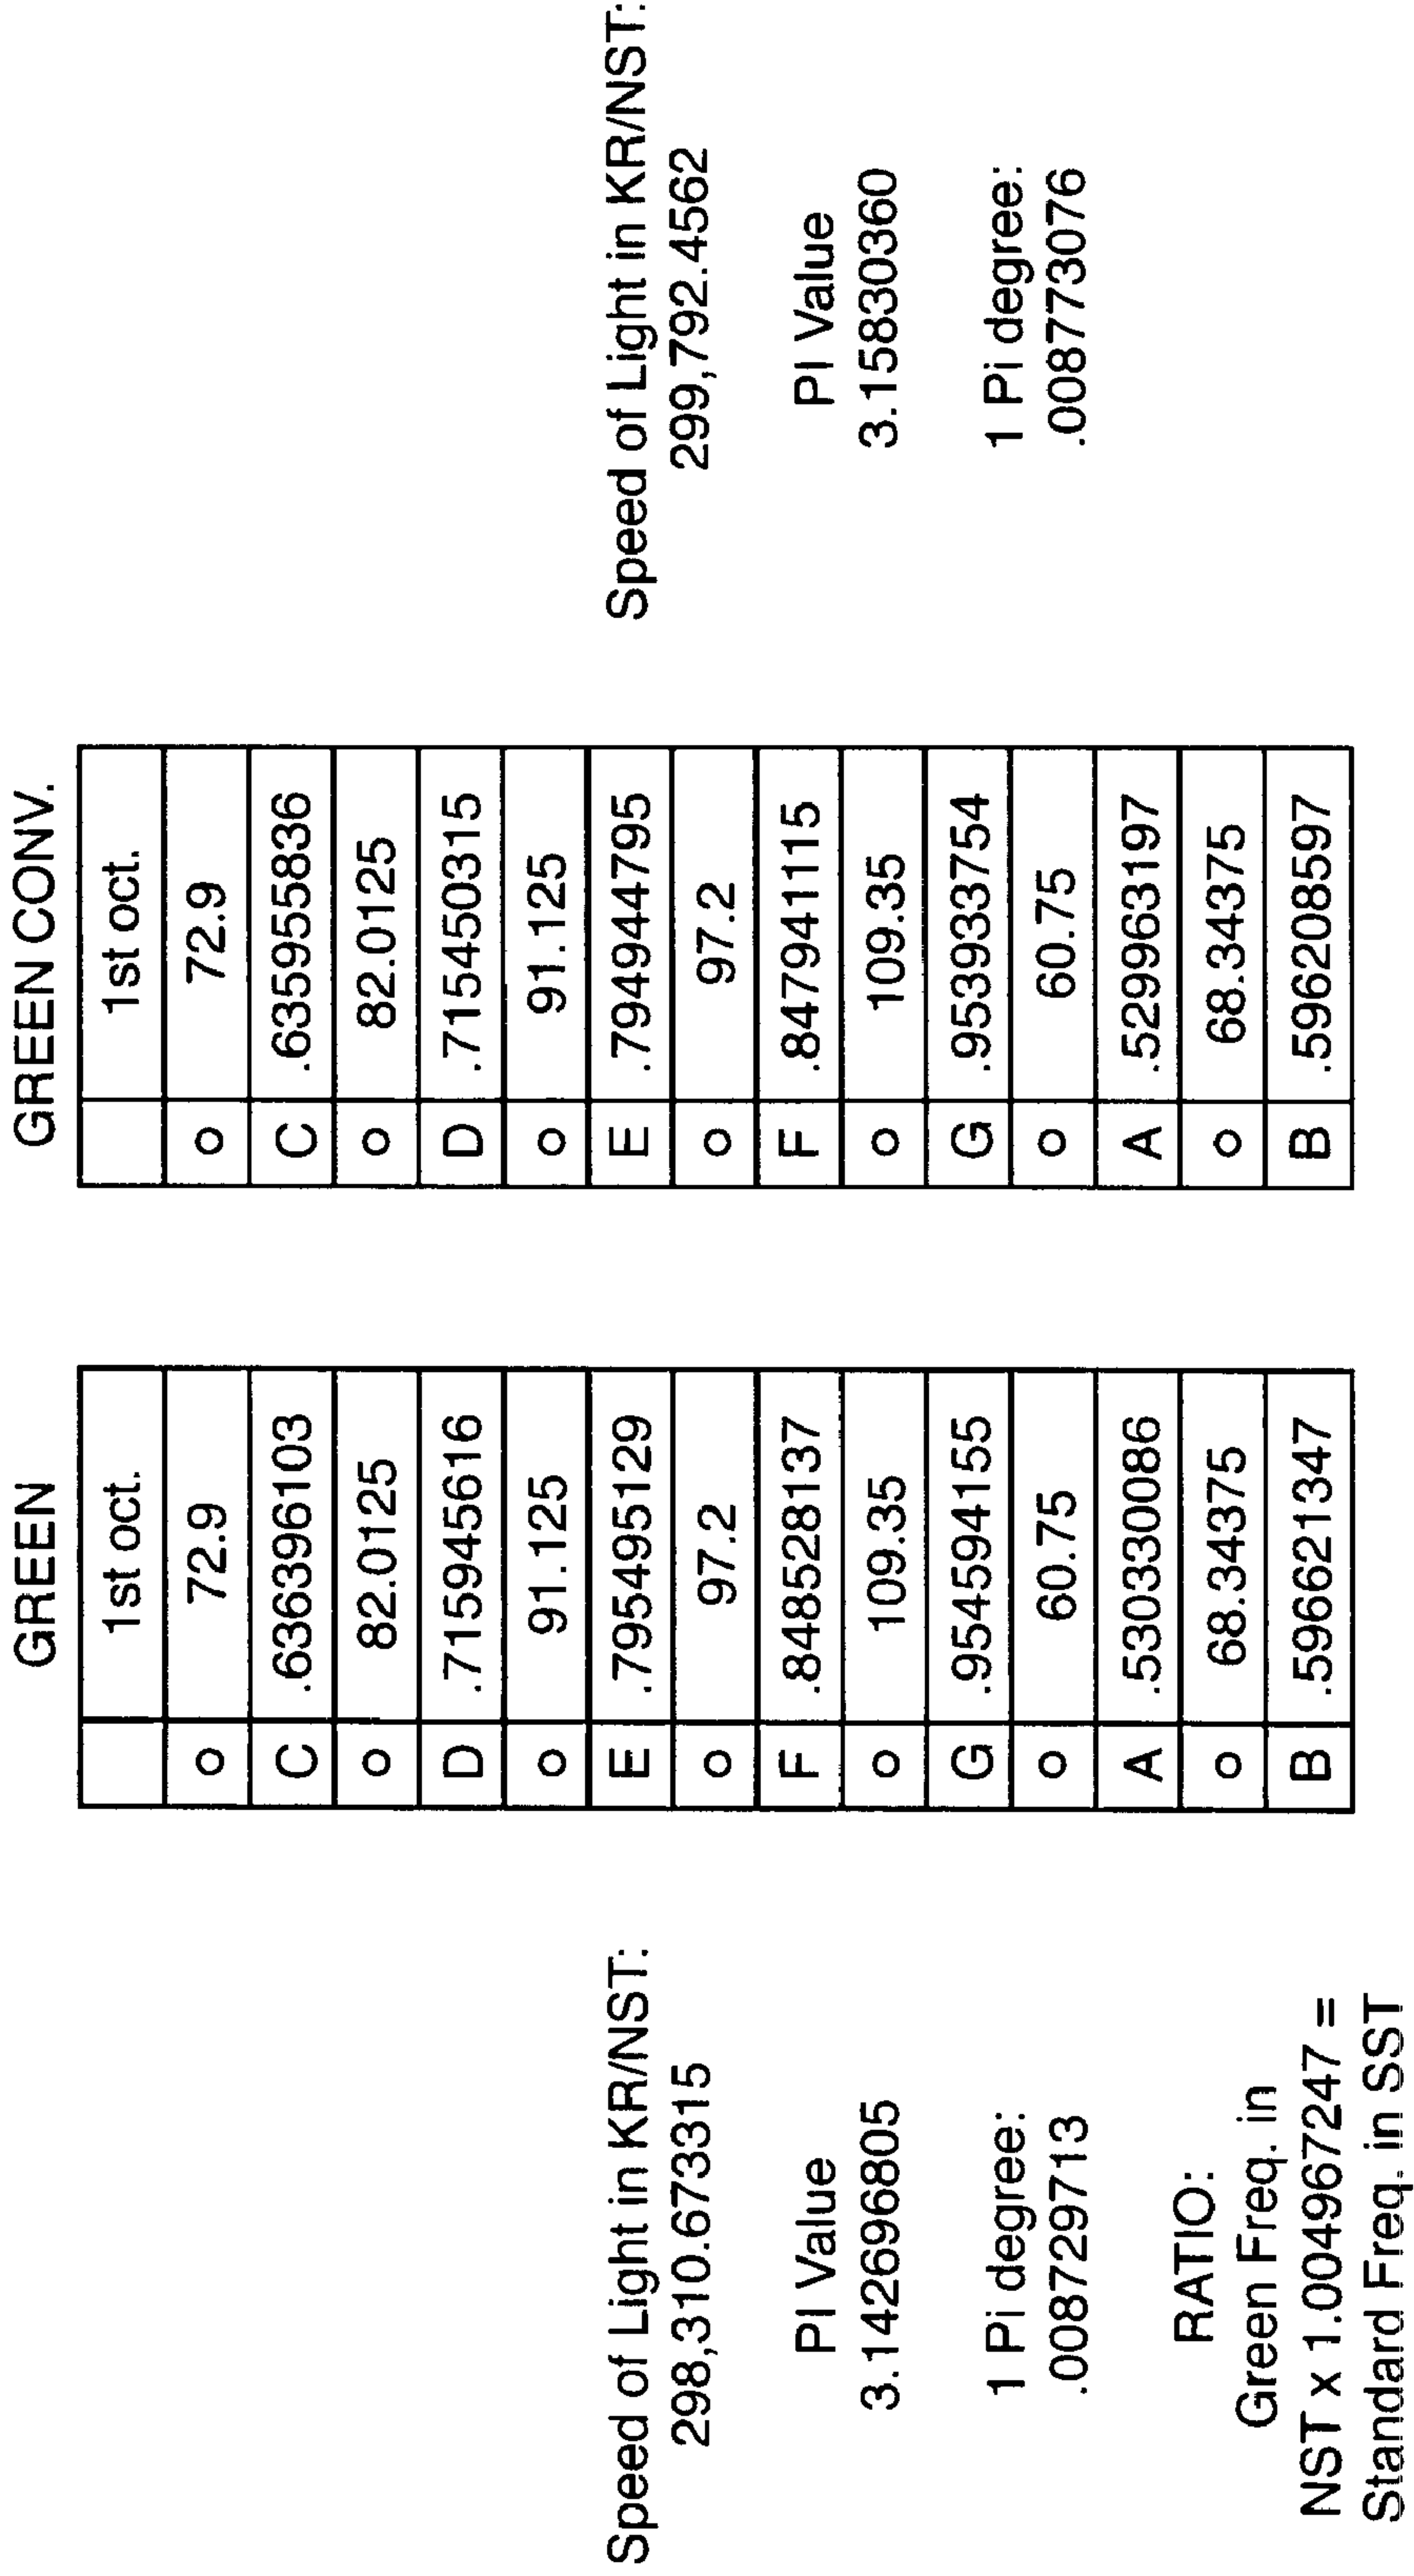 GREEN
1st oct.
o 72.9
C .636396103
o 82.0125
D .715945616
o 91.125
E .795495129
o 97.2
F .848528137
o 109.35
G .954594155
o 60.75
A .530330086
o 68.34375
B .596621347
Speed of Light in KR/NST:
298,310.673315
PI Value
3.142696805
1 Pi degree:
.008729713
RATIO:
Green Freq. in
NST x 1.004967247 =
Standard Freq. in SST
GREEN CONV.
1st oct.
o 72.9
C .635955836
o 82.0125
D .715450315
o 91.125
E .794944795
o 97.2
F .847941115
o 109.35
G .953933754
o 60.75
A .529963197
o 68.34375
B .596208597
Speed of Light in KR/NST:
299,792.4562
PI Value
3.15830360
1 Pi degree:
.008773076